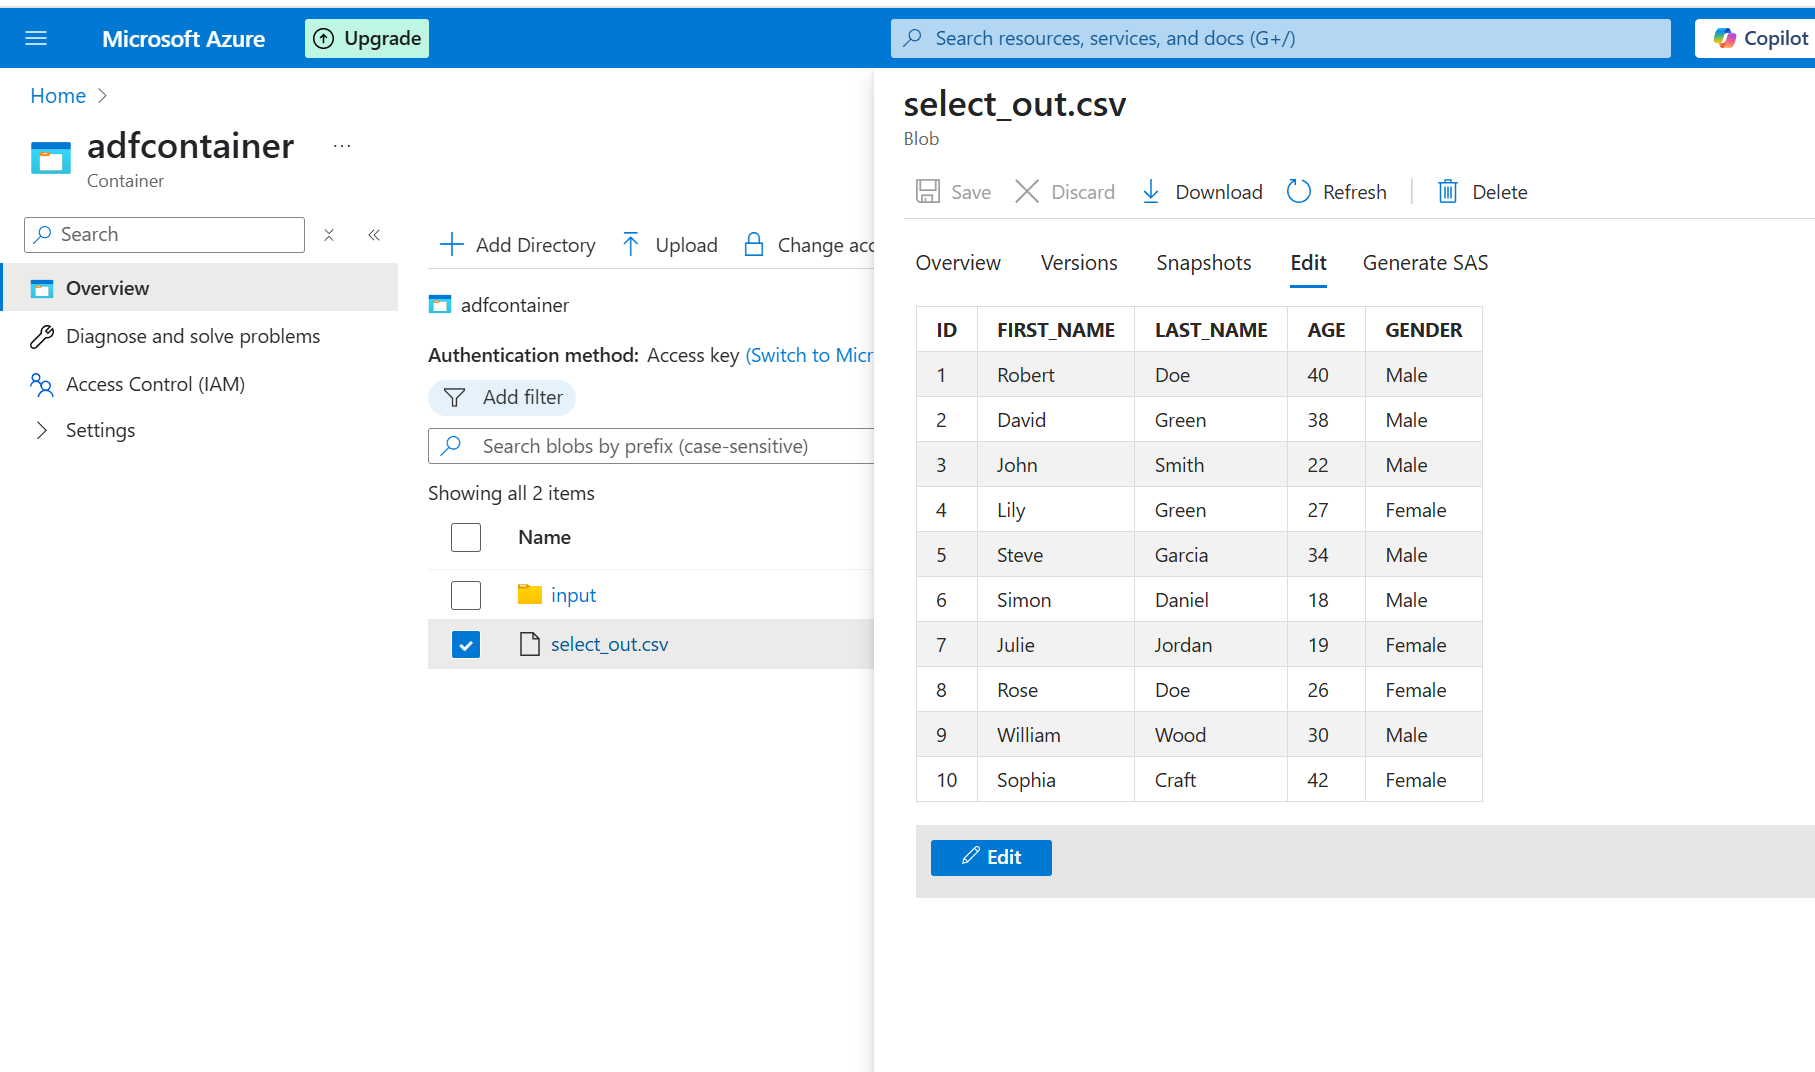 Microsoft Azure
Upgrade
Search resources, services, and docs (G+/)
Copilot
Home
adfcontainer
...
Container
Search
Overview
Diagnose and solve problems
Access Control (IAM)
Settings
Add Directory
Upload
Change acc
adfcontainer
Authentication method: Access key (Switch to Micr
Add filter
Search blobs by prefix (case-sensitive)
Showing all 2 items
Name
input
select_out.csv
select_out.csv
Blob
Save
Discard
Download
Refresh
Delete
Overview
Versions
Snapshots
Edit
Generate SAS
ID FIRST_NAME LAST_NAME AGE GENDER
1 Robert Doe 40 Male
2 David Green 38 Male
3 John Smith 22 Male
4 Lily Green 27 Female
5 Steve Garcia 34 Male
6 Simon Daniel 18 Male
7 Julie Jordan 19 Female
8 Rose Doe 26 Female
9 William Wood 30 Male
10 Sophia Craft 42 Female
Edit